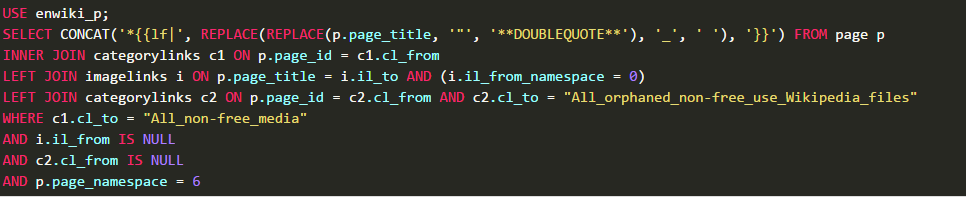 USE enwiki_p;
SELECT CONCAT('*{{lf|', REPLACE(REPLACE(p.page_title, '"', '**DOUBLEQUOTE**'), '_', ' '), '}}') FROM page p
INNER JOIN categorylinks c1 ON p.page_id = c1.cl_from
LEFT JOIN imagelinks i ON p.page_title = i.il_to AND (i.il_from_namespace = 0)
LEFT JOIN categorylinks c2 ON p.page_id = c2.cl_from AND c2.cl_to = "All_orphaned_non-free_use_Wikipedia_files"
WHERE c1.cl_to = "All_non-free_media"
AND i.il_from IS NULL
AND c2.cl_from IS NULL
AND p.page_namespace = 6